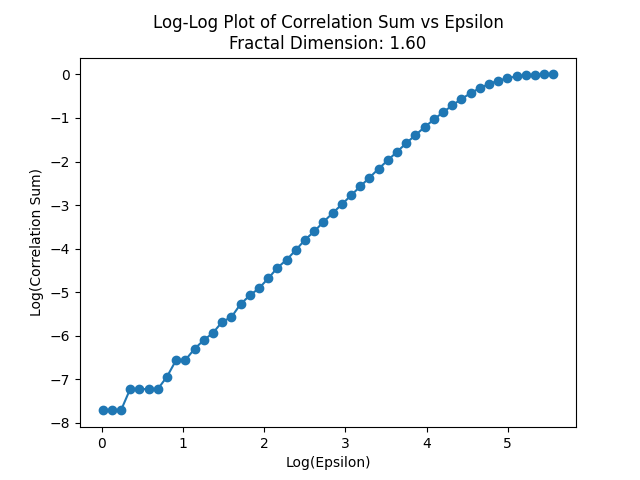 Log-Log Plot of Correlation Sum vs Epsilon
Fractal Dimension: 1.60
Log(Correlation Sum)
0
−1
−2
−3
−4
−5
−6
−7
−8
0 1 2 3 4 5
Log(Epsilon)